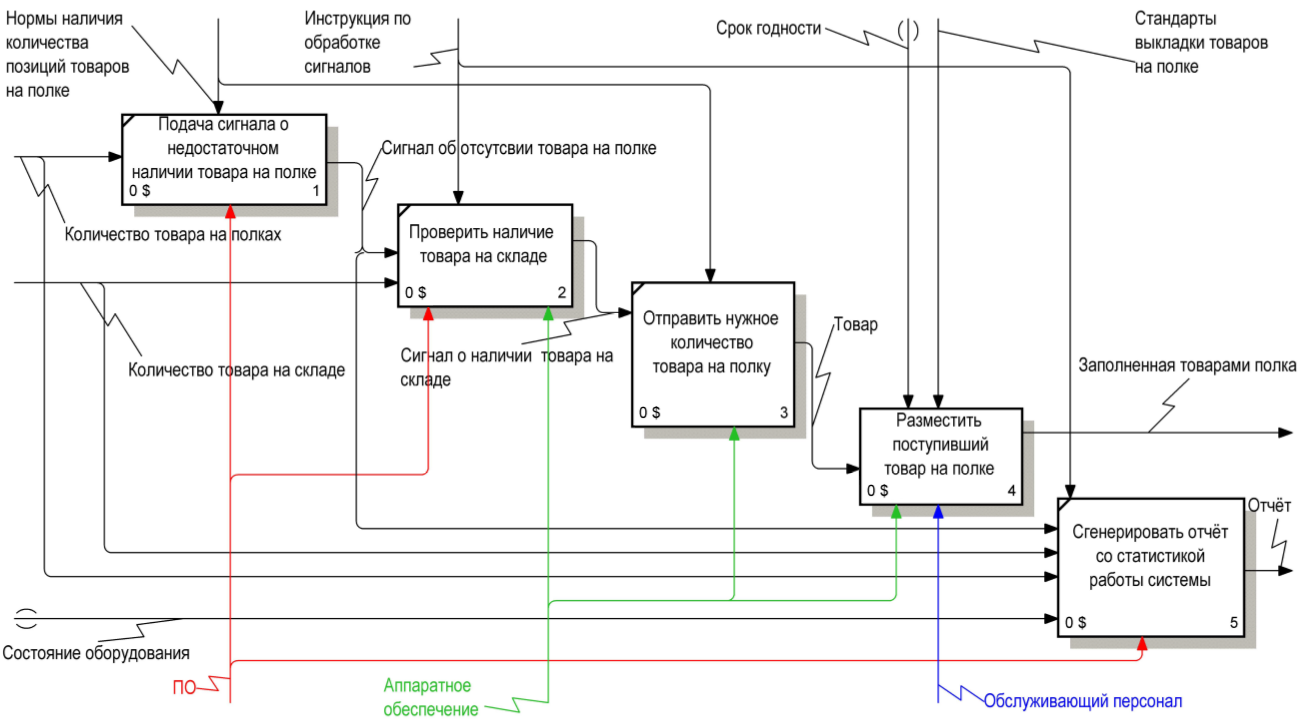 Нормы наличия
количества
позиций товаров
на полке
Инструкция по
обработке
сигналов
Срок годности
Стандарты
выкладки товаров
на полке
Подача сигнала о
недостаточном
наличии товара на полке
0 $ 1
Сигнал об отсутсвии товара на полке
Количество товара на полках
Проверить наличие
товара на складе
0 $ 2
Количество товара на складе
Сигнал о наличии товара на
складе
Отправить нужное
количество
товара на полку
0 $ 3
Товар
Заполненная товарами полка
Разместить
поступивший
товар на полке
0 $ 4
Отчёт
Сгенерировать отчёт
со статистикой
работы системы
0 $ 5
Состояние оборудования
ПО
Аппаратное
обеспечение
Обслуживающий персонал